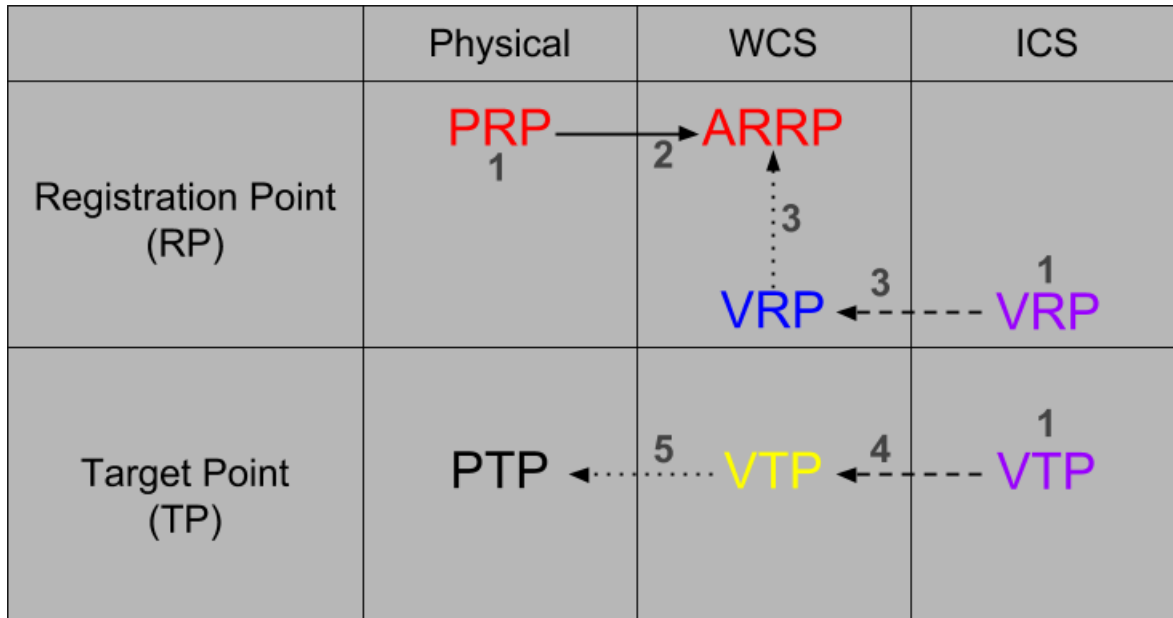 Physical WCS ICS
PRP ARRP
1 2
Registration Point
(RP)
3
3 1
VRP VRP
1
5 4
Target Point
(TP)
PTP VTP VTP